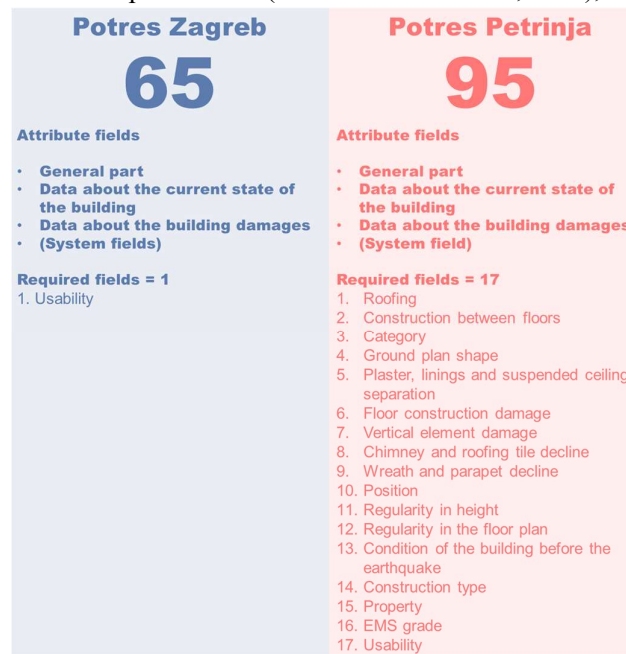 Potres Zagreb
65
Attribute fields
• General part
• Data about the current state of
the building
• Data about the building damages
• (System fields)
Required fields = 1
1. Usability
Potres Petrinja
95
Attribute fields
• General part
• Data about the current state of
the building
• Data about the building damages
• (System field)
Required fields = 17
1. Roofing
2. Construction between floors
3. Category
4. Ground plan shape
5. Plaster, linings and suspended ceiling
separation
6. Floor construction damage
7. Vertical element damage
8. Chimney and roofing tile decline
9. Wreath and parapet decline
10. Position
11. Regularity in height
12. Regularity in the floor plan
13. Condition of the building before the
earthquake
14. Construction type
15. Property
16. EMS grade
17. Usability